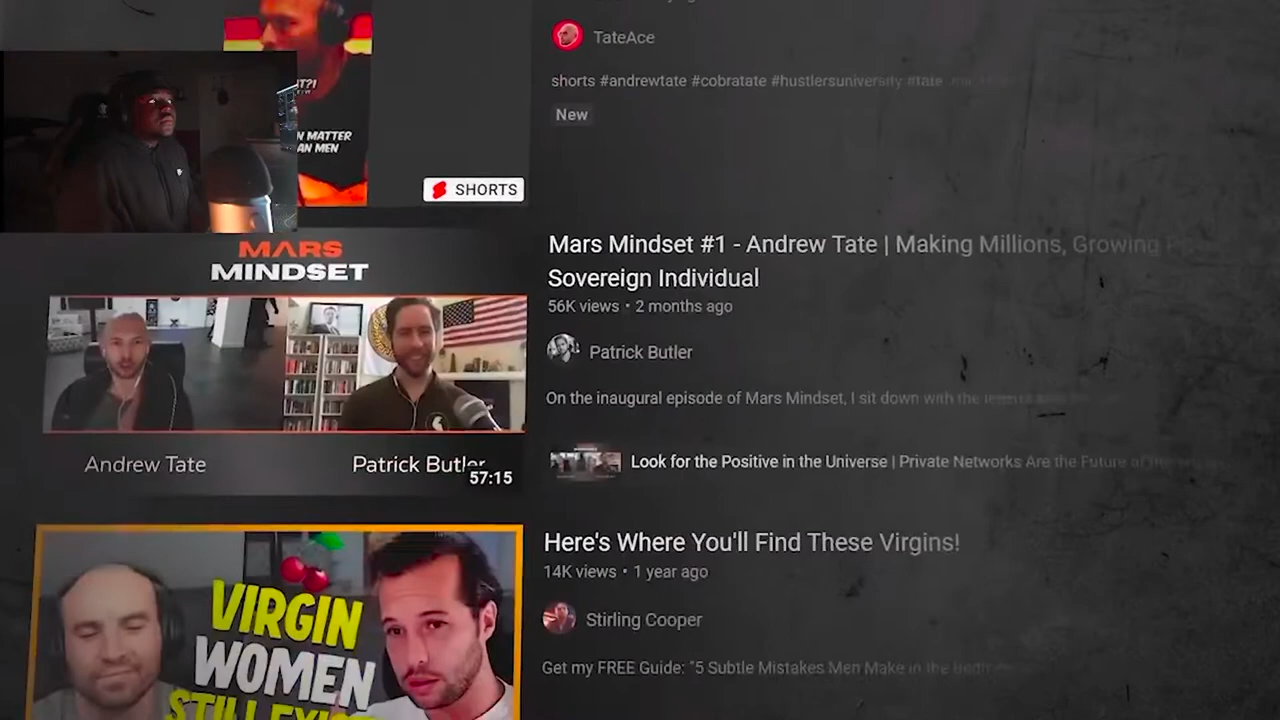 TateAce
shorts #andrewtate #cobratate #hustlersuniversity #tate
New
N MATTER
AN MEN
SHORTS
MARS
MINDSET
Mars Mindset #1 - Andrew Tate | Making Millions, Growing
Sovereign Individual
56K views • 2 months ago
Patrick Butler
On the inaugural episode of Mars Mindset, I sit down with the
Andrew Tate
Patrick Butler
57:15
Look for the Positive in the Universe | Private Networks Are the Future of
Here's Where You'll Find These Virgins!
14K views • 1 year ago
Stirling Cooper
Get my FREE Guide: "5 Subtle Mistakes Men Make in the
VIRGIN
WOMEN
STILL EXIST